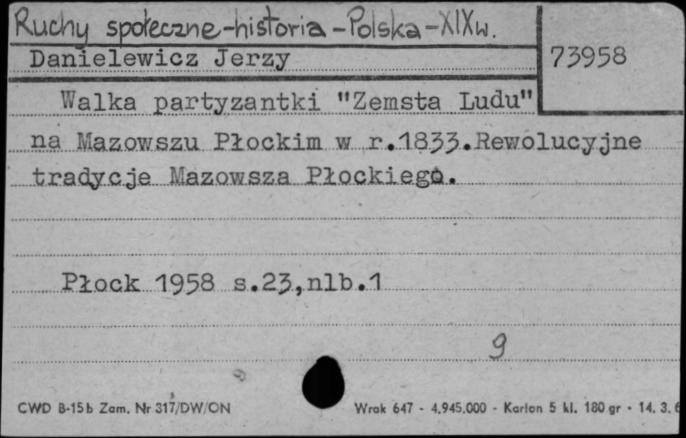 Ruchy społeczne-historia-Polska-XIXw.
Danielewicz Jerzy
73958
Walka partyzantki "Zemsta Ludu"
na Mazowszu Płockim w r.1833.Rewolucyjne
tradycje Mazowsza Płockiego.
Płock 1958 s.23,nlb.1
9
CWD B-15b Zam. Nr 317/DW/ON
Wrak 647 - 4.945.000 - Karton 5 kl. 180 gr - 14. 3. 6